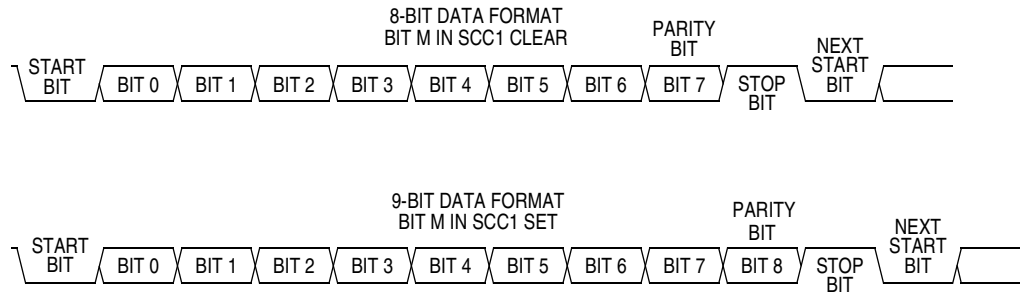 8-BIT DATA FORMAT
BIT M IN SCC1 CLEAR
PARITY
BIT
START
BIT
BIT 0
BIT 1
BIT 2
BIT 3
BIT 4
BIT 5
BIT 6
BIT 7
STOP
BIT
NEXT
START
BIT
9-BIT DATA FORMAT
BIT M IN SCC1 SET
PARITY
BIT
START
BIT
BIT 0
BIT 1
BIT 2
BIT 3
BIT 4
BIT 5
BIT 6
BIT 7
BIT 8
STOP
BIT
NEXT
START
BIT